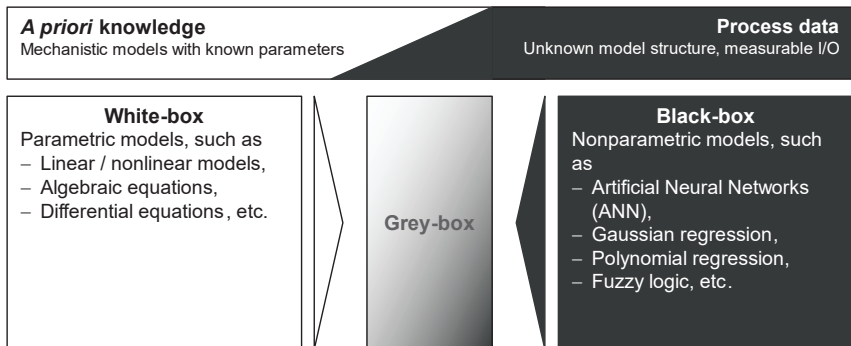 A priori knowledge
Mechanistic models with known parameters
Process data
Unknown model structure, measurable I/O
White-box
Parametric models, such as
– Linear / nonlinear models,
– Algebraic equations,
– Differential equations, etc.
Grey-box
Black-box
Nonparametric models, such
as
– Artificial Neural Networks
(ANN),
– Gaussian regression,
– Polynomial regression,
– Fuzzy logic, etc.